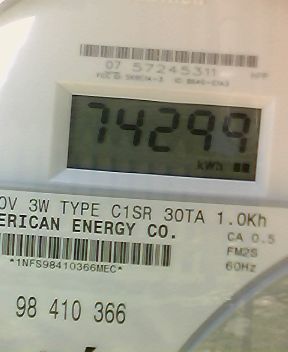 07 57245311
74299
kWh
0V 3W TYPE C1SR 30TA 1.0Kh
ERICAN ENERGY CO.
CA 0.5
FM2S
60Hz
*1NFS98410366MEC*
98 410 366